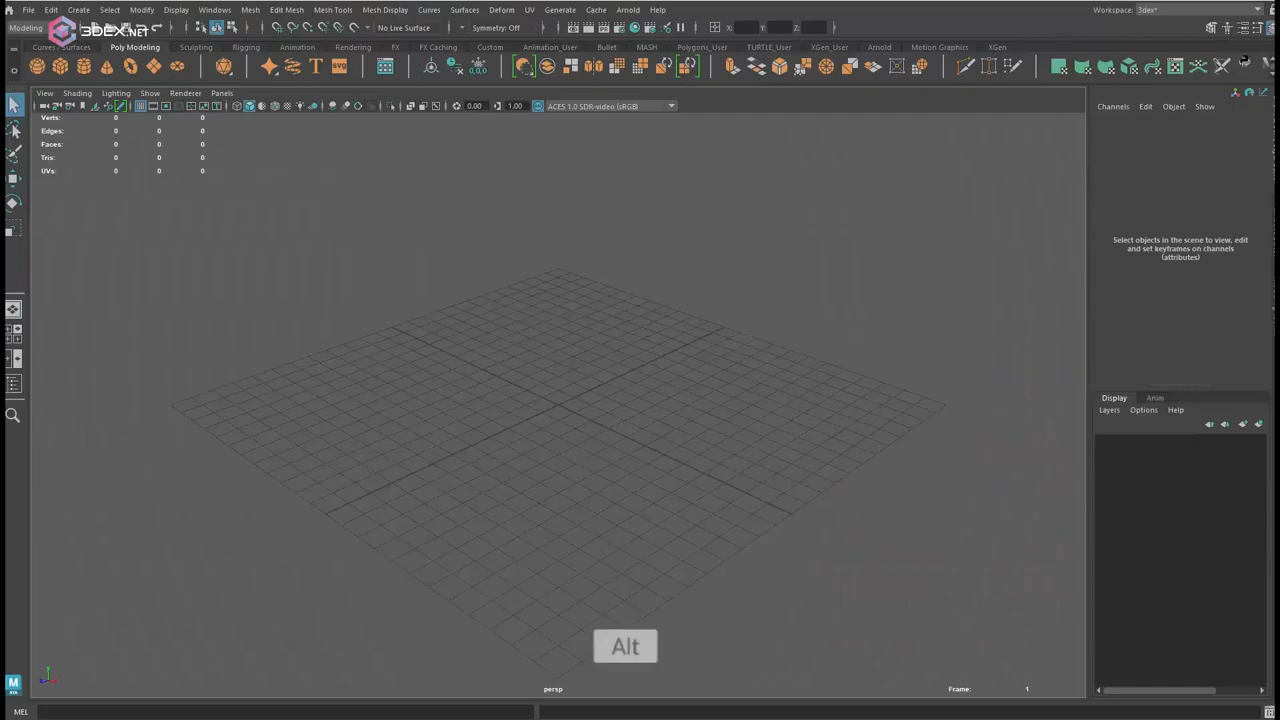 File Edit Create Select Modify Display Windows Mesh Edit Mesh Mesh Tools Mesh Display Curves Surfaces Deform UV Generate Cache Arnold Help Workspace: 3dex*
Modeling 3DEX.NET No Live Surface Symmetry: Off X: Y: Z:
Curves / Surfaces Poly Modeling Sculpting Rigging Animation Rendering FX FX Caching Custom Animation_User Bullet MASH Polygons_User TURTLE_User XGen_User Arnold Motion Graphics XGen
T SVG
View Shading Lighting Show Renderer Panels
0.00 1.00 ACES 1.0 SDR-video (sRGB)
Channels Edit Object Show
Verts: 0 0 0
Edges: 0 0 0
Faces: 0 0 0
Tris: 0 0 0
UVs: 0 0 0
Select objects in the scene to view, edit
and set keyframes on channels
(attributes)
Display Anim
Layers Options Help
Alt
M
persp Frame: 1
MEL